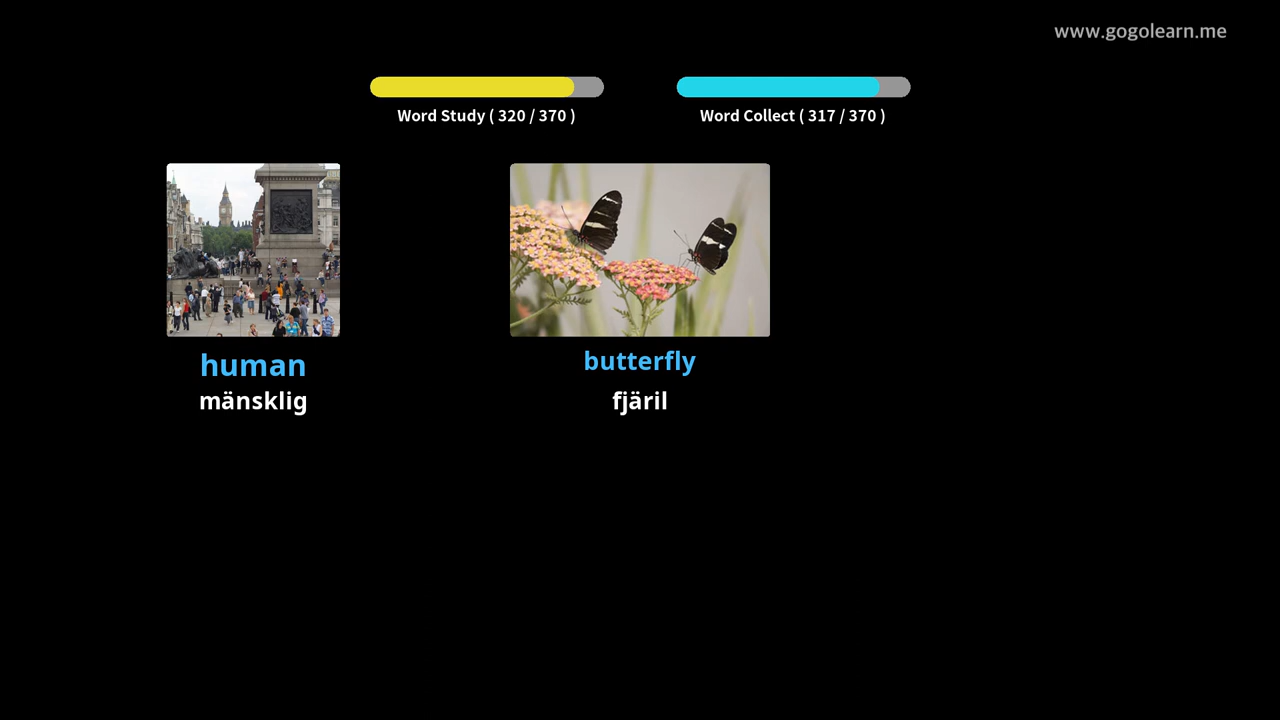 www.gogolearn.me
Word Study ( 320 / 370 )
Word Collect ( 317 / 370 )
human
mänsklig
butterfly
fjäril